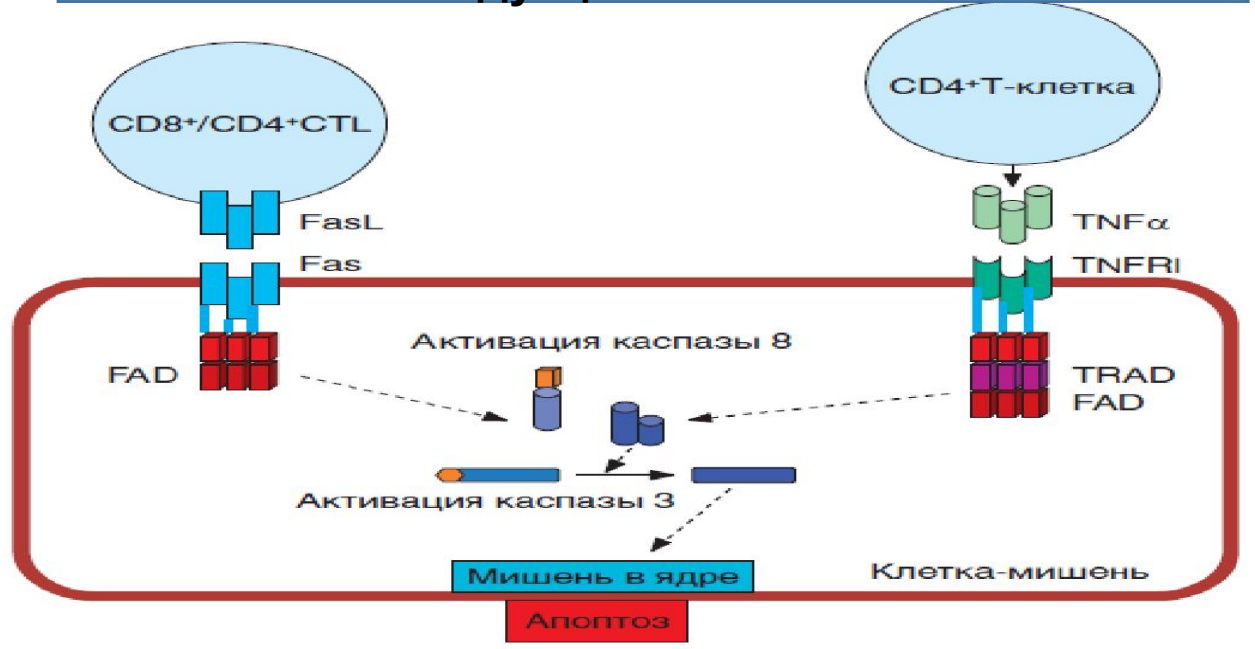 CD8⁺/CD4⁺CTL
CD4⁺T-клетка
FasL
TNFα
Fas
TNFRI
Активация каспазы 8
FAD
TRAD
FAD
Активация каспазы 3
Мишень в ядре
Клетка-мишень
Апоптоз